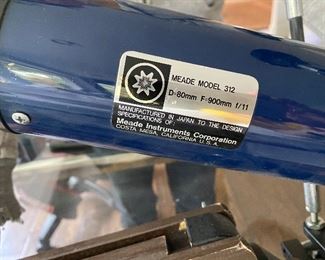 MEADE MODEL 312
D=80mm F=900mm f/11
MANUFACTURED IN JAPAN TO THE DESIGN
SPECIFICATIONS OF:
Meade Instruments Corporation
COSTA MESA, CALIFORNIA U.S.A.